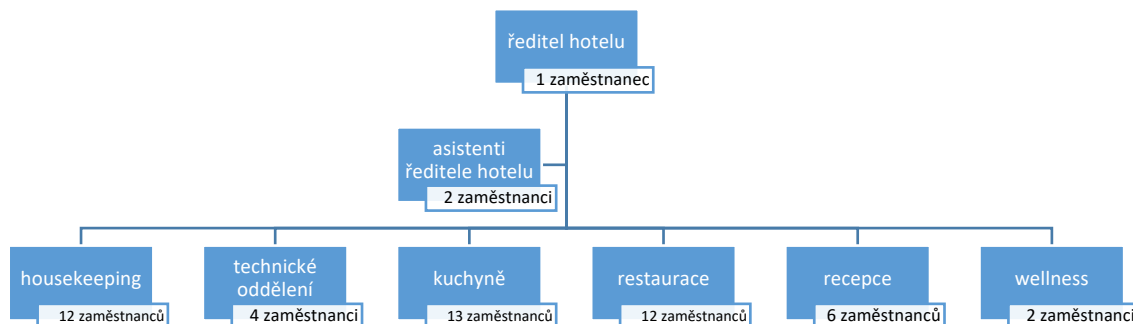 ředitel hotelu
1 zaměstnanec
asistenti
ředitele hotelu
2 zaměstnanci
housekeeping
12 zaměstnanců
technické
oddělení
4 zaměstnanci
kuchyně
13 zaměstnanců
restaurace
12 zaměstnanců
recepce
6 zaměstnanců
wellness
2 zaměstnanci